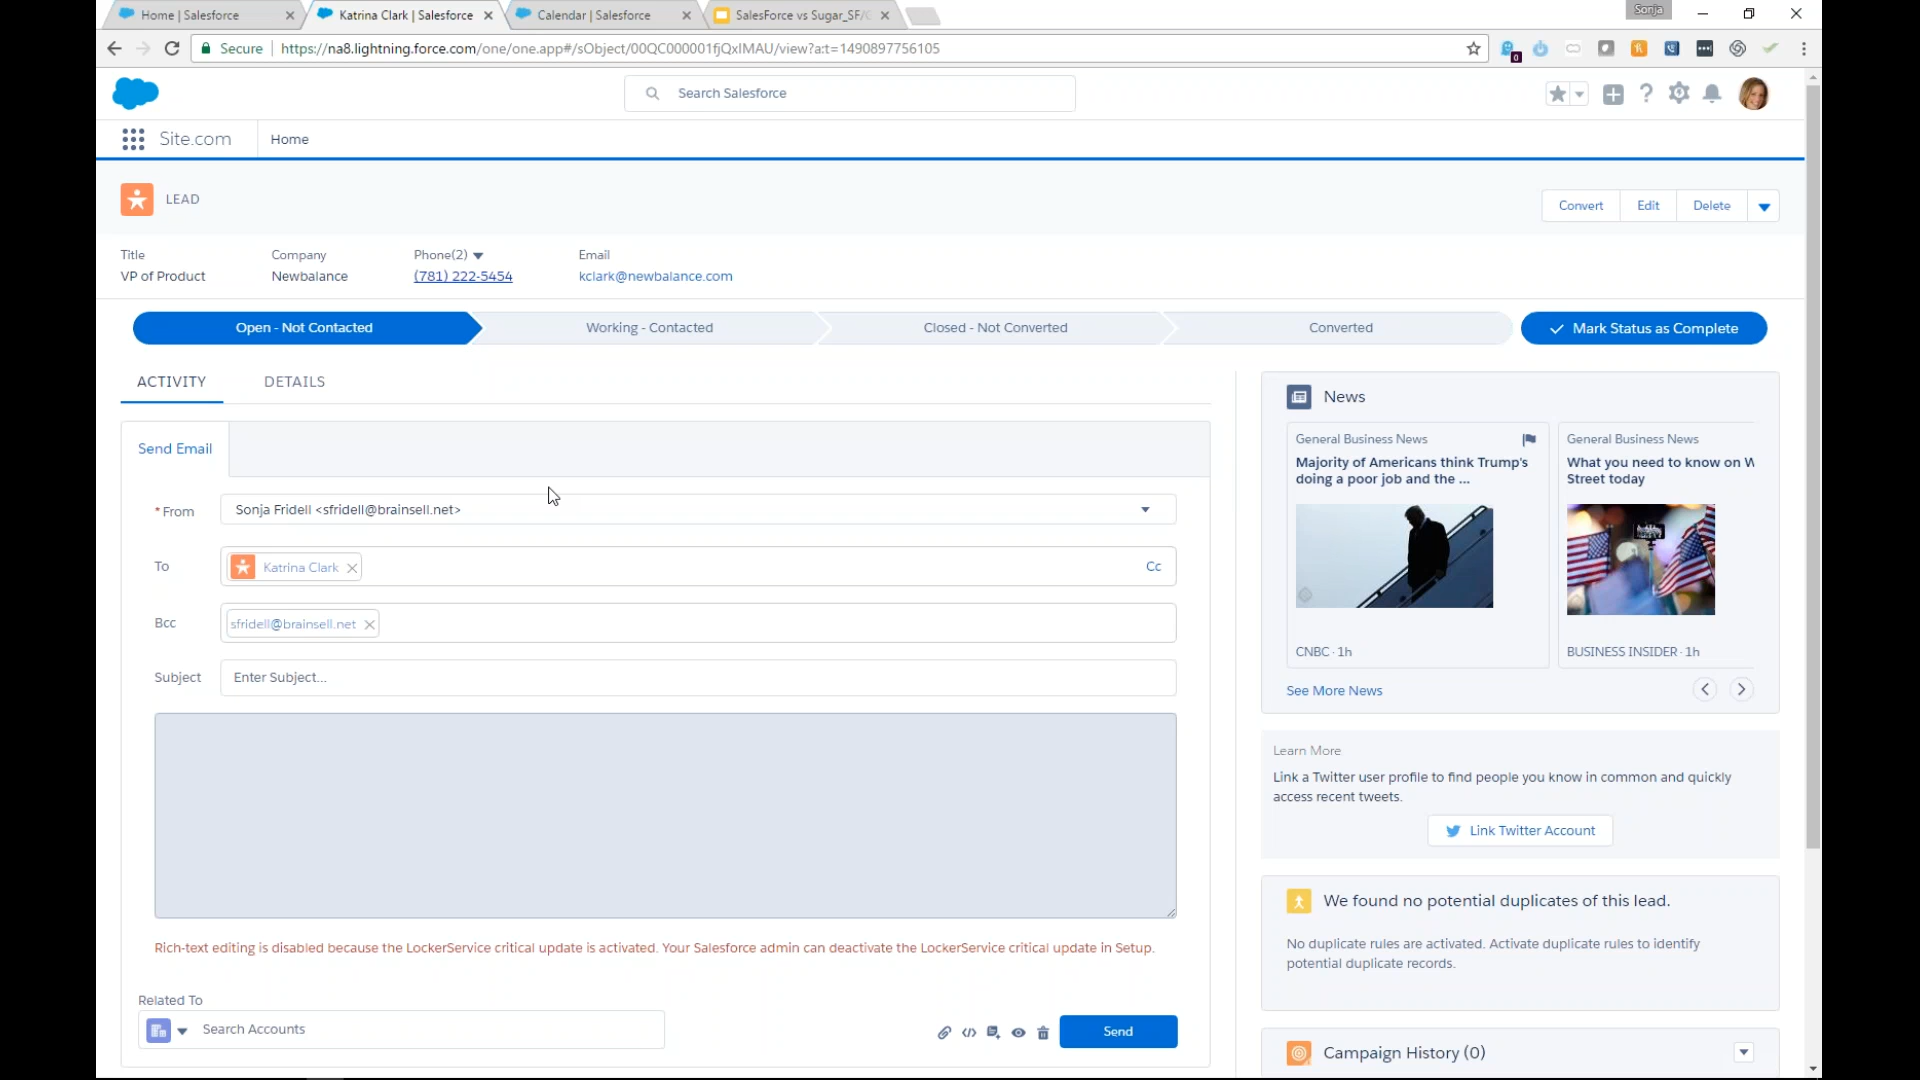 Home | Salesforce
Katrina Clark | Salesforce
Calendar | Salesforce
SalesForce vs Sugar_SF/
Sonja
Secure
https://na8.lightning.force.com/one/one.app#/sObject/00QC000001fjQxIMAU/view?a:t=1490897756105
0
Search Salesforce
Site.com
Home
LEAD
Convert
Edit
Delete
Title
Company
Phone(2)
Email
VP of Product
Newbalance
(781) 222-5454
kclark@newbalance.com
Open - Not Contacted
Working - Contacted
Closed - Not Converted
Converted
Mark Status as Complete
ACTIVITY
DETAILS
Send Email
* From
Sonja Fridell <sfridell@brainsell.net>
To
Katrina Clark
Cc
Bcc
sfridell@brainsell.net
Subject
Enter Subject...
Rich-text editing is disabled because the LockerService critical update is activated. Your Salesforce admin can deactivate the LockerService critical update in Setup.
Related To
Search Accounts
Send
News
General Business News
Majority of Americans think Trump's
doing a poor job and the ...
CNBC · 1h
General Business News
What you need to know on W
Street today
BUSINESS INSIDER · 1h
See More News
Learn More
Link a Twitter user profile to find people you know in common and quickly
access recent tweets.
Link Twitter Account
We found no potential duplicates of this lead.
No duplicate rules are activated. Activate duplicate rules to identify
potential duplicate records.
Campaign History (0)